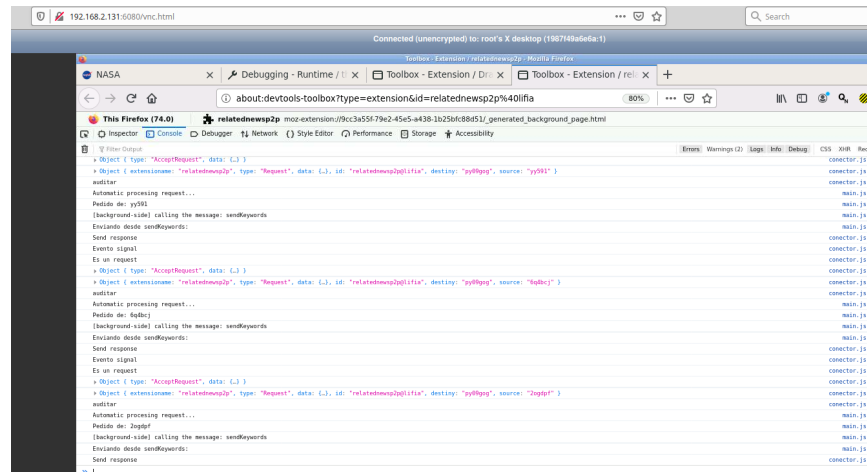 192.168.2.131:6080/vnc.html
Search
Connected (unencrypted) to: root's X desktop (1987f49a6e6a:1)
Toolbox - Extension / relatednewsp2p - Mozilla Firefox
NASA
Debugging - Runtime / t
Toolbox - Extension / Dra
Toolbox - Extension / rel
about:devtools-toolbox?type=extension&id=relatednewsp2p%40lifia
80%
This Firefox (74.0)
relatednewsp2p moz-extension://9cc3a55f-79e2-45e5-a438-1b25bfc88d51/_generated_background_page.html
Inspector Console Debugger Network Style Editor Performance Storage Accessibility
Filter Output Errors Warnings (2) Logs Info Debug CSS XHR Rec
Object { type: "AcceptRequest", data: {…} } conector.js
Object { extensioname: "relatednewsp2p", type: "Request", data: {…}, id: "relatednewsp2p@lifia", destiny: "py09gog", source: "yy591" } conector.js
auditar conector.js
Automatic procesing request... main.js
Pedido de: yy591 main.js
[background-side] calling the message: sendKeywords main.js
Enviando desde sendKeywords: main.js
Send response conector.js
Evento signal conector.js
Es un request conector.js
Object { type: "AcceptRequest", data: {…} } conector.js
Object { extensioname: "relatednewsp2p", type: "Request", data: {…}, id: "relatednewsp2p@lifia", destiny: "py09gog", source: "6q4bcj" } conector.js
auditar conector.js
Automatic procesing request... main.js
Pedido de: 6q4bcj main.js
[background-side] calling the message: sendKeywords main.js
Enviando desde sendKeywords: main.js
Send response conector.js
Evento signal conector.js
Es un request conector.js
Object { type: "AcceptRequest", data: {…} } conector.js
Object { extensioname: "relatednewsp2p", type: "Request", data: {…}, id: "relatednewsp2p@lifia", destiny: "py09gog", source: "2ogdpf" } conector.js
auditar conector.js
Automatic procesing request... main.js
Pedido de: 2ogdpf main.js
[background-side] calling the message: sendKeywords main.js
Enviando desde sendKeywords: main.js
Send response conector.js